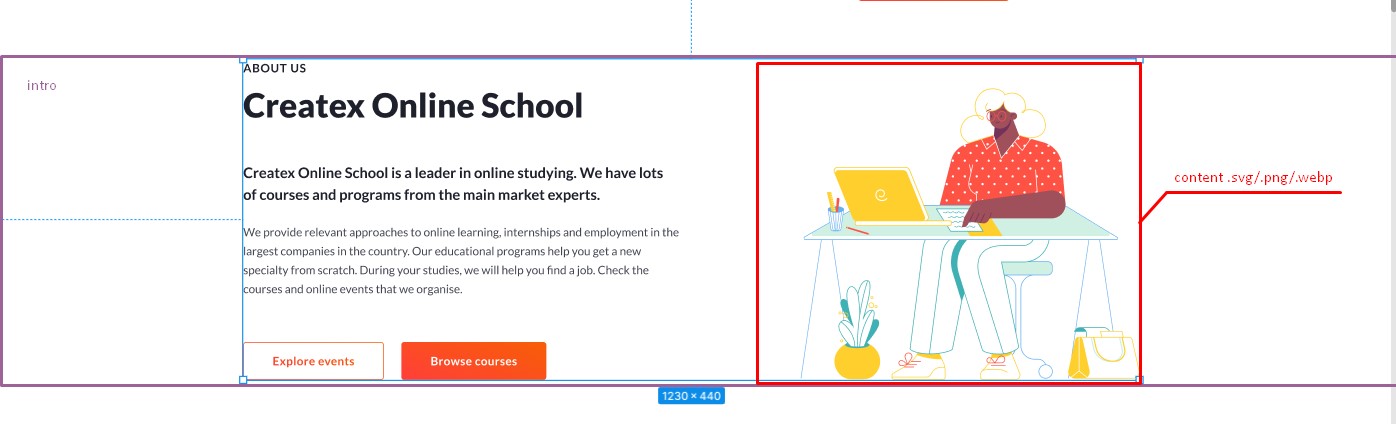 intro
ABOUT US
Createx Online School
Createx Online School is a leader in online studying. We have lots
of courses and programs from the main market experts.
We provide relevant approaches to online learning, internships and employment in the
largest companies in the country. Our educational programs help you get a new
specialty from scratch. During your studies, we will help you find a job. Check the
courses and online events that we organise.
Explore events
Browse courses
content .svg/.png/.webp
1230 × 440